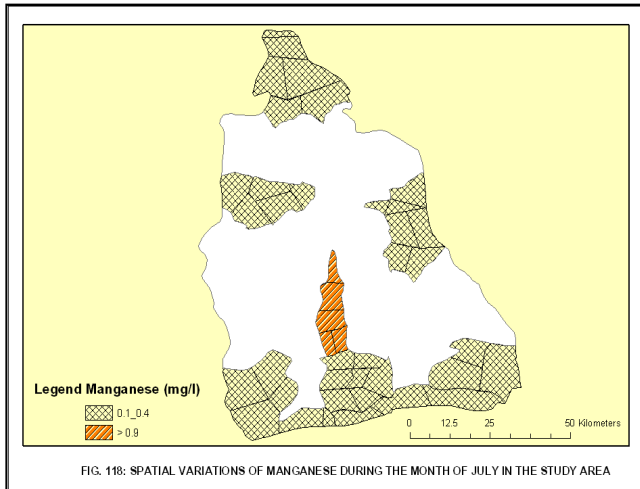 Legend Manganese (mg/l)
0.1_0.4
> 0.9
0 12.5 25 50 Kilometers
FIG. 118: SPATIAL VARIATIONS OF MANGANESE DURING THE MONTH OF JULY IN THE STUDY AREA